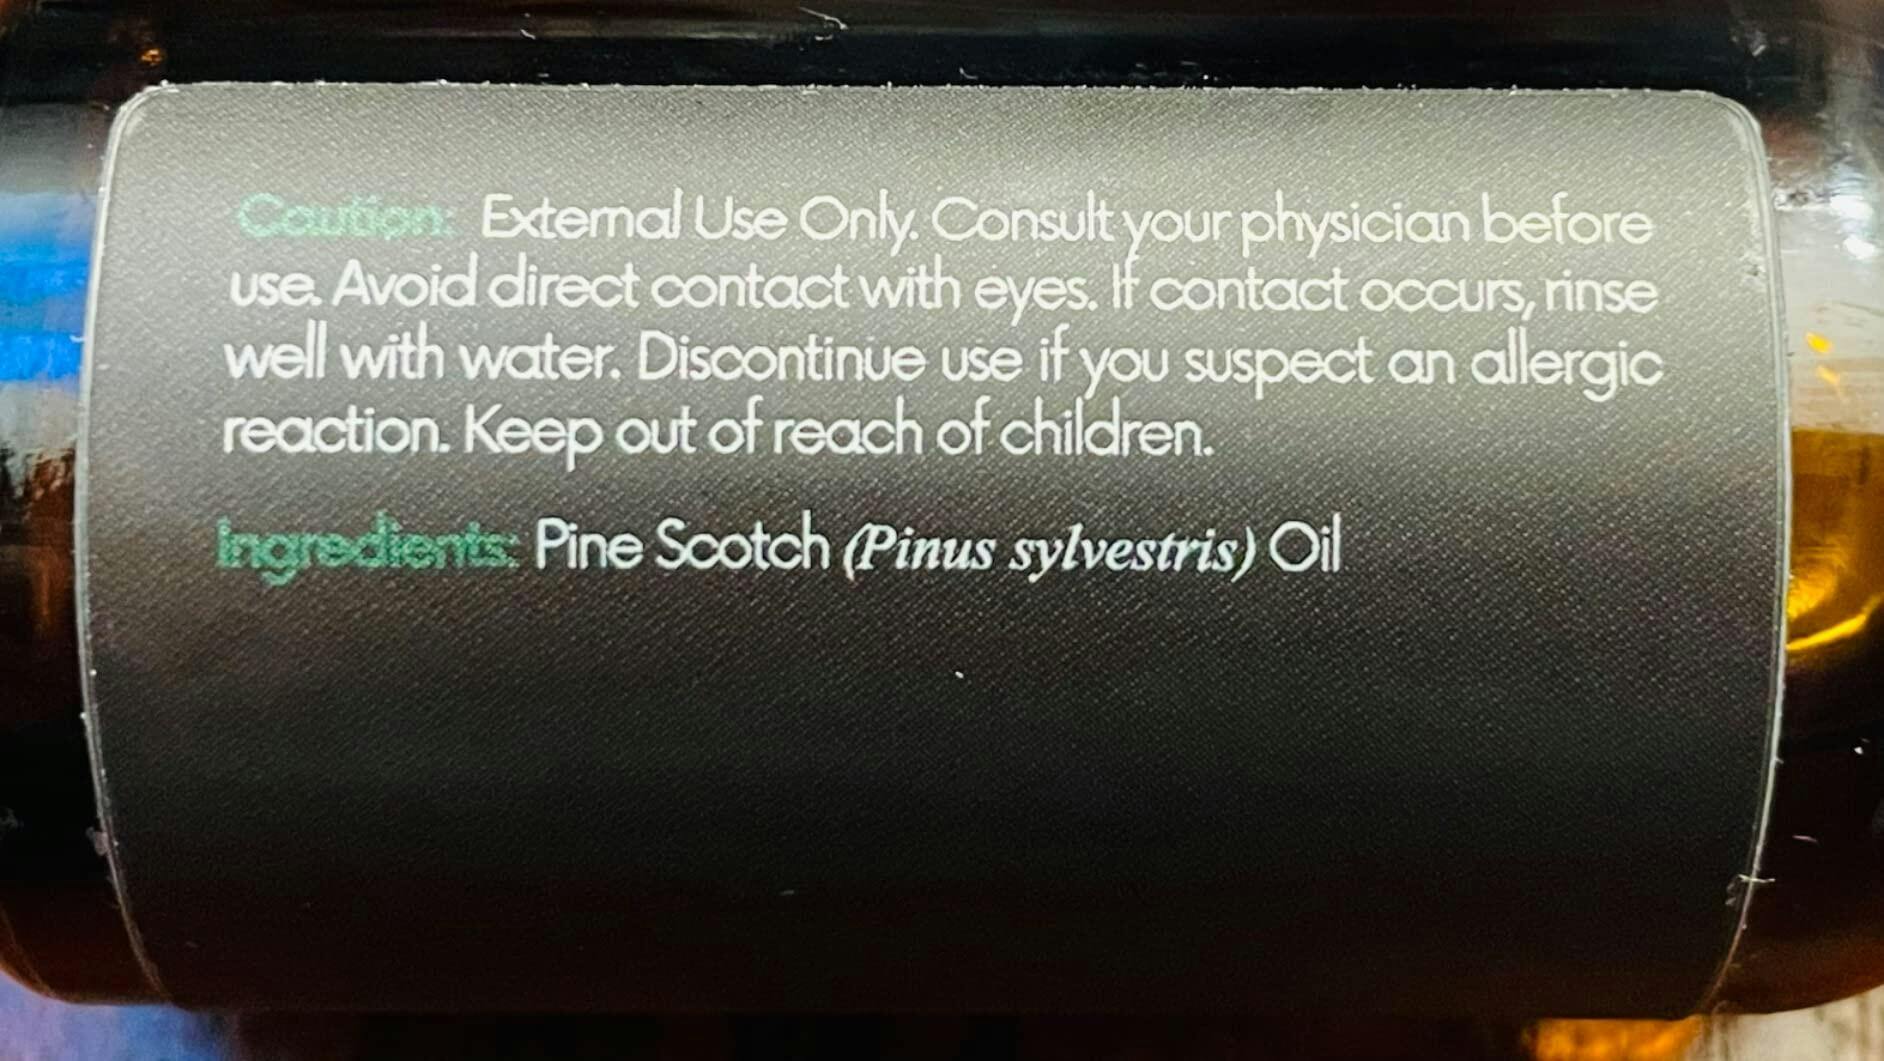 Caution: External Use Only. Consult your physician before
use. Avoid direct contact with eyes. If contact occurs, rinse
well with water. Discontinue use if you suspect an allergic
reaction. Keep out of reach of children.
Ingredients: Pine Scotch (Pinus sylvestris) Oil